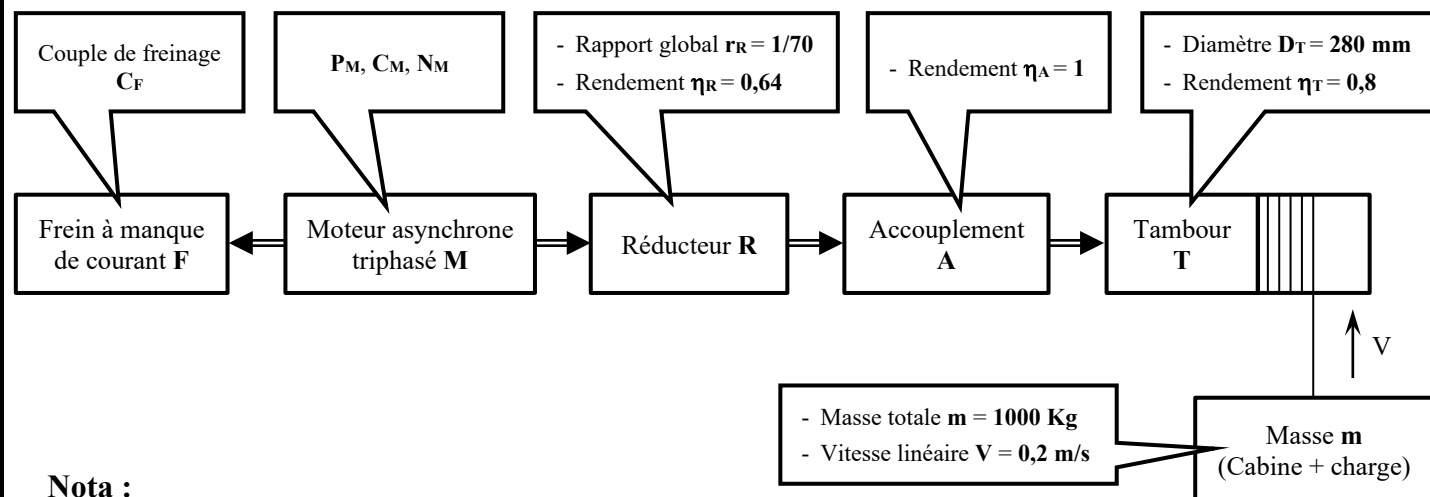 Couple de freinage
CF
PM, CM, NM
- Rapport global rR = 1/70
- Rendement ηR = 0,64
- Rendement ηA = 1
- Diamètre DT = 280 mm
- Rendement ηT = 0,8
Frein à manque
de courant F
Moteur asynchrone
triphasé M
Réducteur R
Accouplement
A
Tambour
T
V
- Masse totale m = 1000 Kg
- Vitesse linéaire V = 0,2 m/s
Masse m
(Cabine + charge)
Nota :